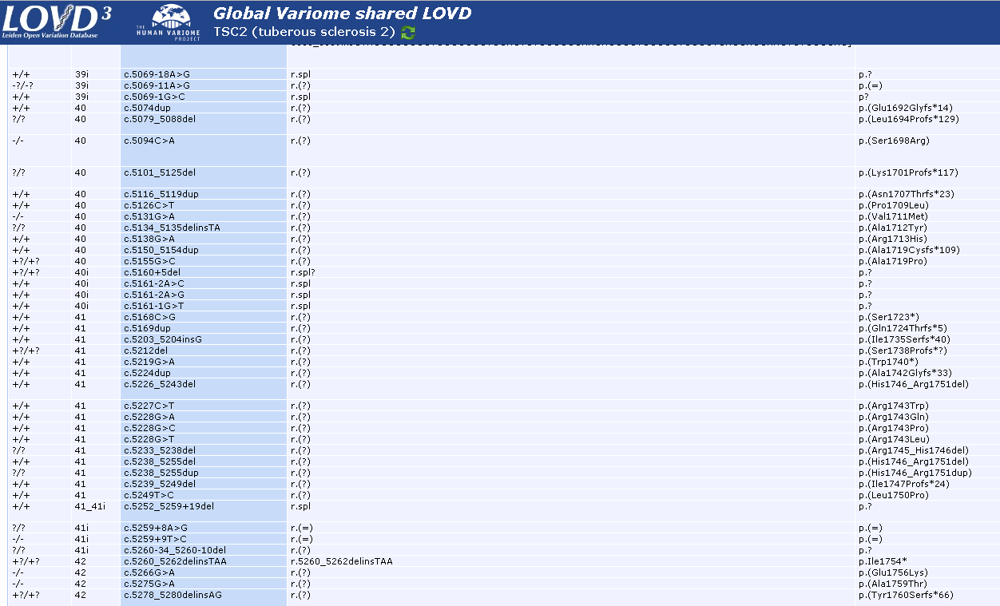 LOVD3
Leiden Open Variation Database
THE HUMAN VARIOME PROJECT
Global Variome shared LOVD
TSC2 (tuberous sclerosis 2)
+/+ 39i c.5069-18A>G r.spl p.?
-?/-? 39i c.5069-11A>G r.(?) p.(=)
+/+ 39i c.5069-1G>C r.spl p?
+/+ 40 c.5074dup r.(?) p.(Glu1692Glyfs*14)
?/? 40 c.5079_5088del r.(?) p.(Leu1694Profs*129)
-/- 40 c.5094C>A r.(?) p.(Ser1698Arg)
?/? 40 c.5101_5125del r.(?) p.(Lys1701Profs*117)
+/+ 40 c.5116_5119dup r.(?) p.(Asn1707Thrfs*23)
+/+ 40 c.5126C>T r.(?) p.(Pro1709Leu)
-/- 40 c.5131G>A r.(?) p.(Val1711Met)
?/? 40 c.5134_5135delinsTA r.(?) p.(Ala1712Tyr)
+/+ 40 c.5138G>A r.(?) p.(Arg1713His)
+/+ 40 c.5150_5154dup r.(?) p.(Ala1719Cysfs*109)
+?/+? 40 c.5155G>C r.(?) p.(Ala1719Pro)
+?/+? 40i c.5160+5del r.spl? p.?
+/+ 40i c.5161-2A>C r.spl p.?
+/+ 40i c.5161-2A>G r.spl p.?
+/+ 40i c.5161-1G>T r.spl p.?
+/+ 41 c.5168C>G r.(?) p.(Ser1723*)
+/+ 41 c.5169dup r.(?) p.(Gln1724Thrfs*5)
+/+ 41 c.5203_5204insG r.(?) p.(Ile1735Serfs*40)
+?/+? 41 c.5212del r.(?) p.(Ser1738Profs*?)
+/+ 41 c.5219G>A r.(?) p.(Trp1740*)
+/+ 41 c.5224dup r.(?) p.(Ala1742Glyfs*33)
+/+ 41 c.5226_5243del r.(?) p.(His1746_Arg1751del)
+/+ 41 c.5227C>T r.(?) p.(Arg1743Trp)
+/+ 41 c.5228G>A r.(?) p.(Arg1743Gln)
+/+ 41 c.5228G>C r.(?) p.(Arg1743Pro)
+/+ 41 c.5228G>T r.(?) p.(Arg1743Leu)
?/? 41 c.5233_5238del r.(?) p.(Arg1745_His1746del)
+/+ 41 c.5238_5255del r.(?) p.(His1746_Arg1751del)
?/? 41 c.5238_5255dup r.(?) p.(His1746_Arg1751dup)
+/+ 41 c.5239_5249del r.(?) p.(Ile1747Profs*24)
+/+ 41 c.5249T>C r.(?) p.(Leu1750Pro)
+/+ 41_41i c.5252_5259+19del r.spl p.?
?/? 41i c.5259+8A>G r.(=) p.(=)
-/- 41i c.5259+9T>C r.(=) p.(=)
?/? 41i c.5260-34_5260-10del r.(?) p.?
+?/+? 42 c.5260_5262delinsTAA r.5260_5262delinsTAA p.Ile1754*
-/- 42 c.5266G>A r.(?) p.(Glu1756Lys)
-/- 42 c.5275G>A r.(?) p.(Ala1759Thr)
+?/+? 42 c.5278_5280delinsAG r.(?) p.(Tyr1760Serfs*66)